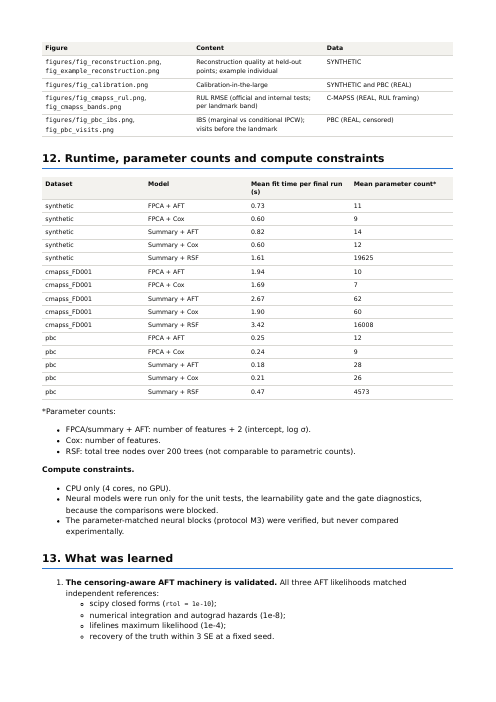 Figure Content Data
figures/fig_reconstruction.png, Reconstruction quality at held-out SYNTHETIC
fig_example_reconstruction.png points; example individual
figures/fig_calibration.png Calibration-in-the-large SYNTHETIC and PBC (REAL)
figures/fig_cmapss_rul.png, RUL RMSE (official and internal tests; C-MAPSS (REAL, RUL framing)
fig_cmapss_bands.png per landmark band)
figures/fig_pbc_ibs.png, IBS (marginal vs conditional IPCW); PBC (REAL, censored)
fig_pbc_visits.png visits before the landmark
12. Runtime, parameter counts and compute constraints
Dataset Model Mean fit time per final run Mean parameter count*
(s)
synthetic FPCA + AFT 0.73 11
synthetic FPCA + Cox 0.60 9
synthetic Summary + AFT 0.82 14
synthetic Summary + Cox 0.60 12
synthetic Summary + RSF 1.61 19625
cmapss_FD001 FPCA + AFT 1.94 10
cmapss_FD001 FPCA + Cox 1.69 7
cmapss_FD001 Summary + AFT 2.67 62
cmapss_FD001 Summary + Cox 1.90 60
cmapss_FD001 Summary + RSF 3.42 16008
pbc FPCA + AFT 0.25 12
pbc FPCA + Cox 0.24 9
pbc Summary + AFT 0.18 28
pbc Summary + Cox 0.21 26
pbc Summary + RSF 0.47 4573
*Parameter counts:
• FPCA/summary + AFT: number of features + 2 (intercept, log σ).
• Cox: number of features.
• RSF: total tree nodes over 200 trees (not comparable to parametric counts).
Compute constraints.
• CPU only (4 cores, no GPU).
• Neural models were run only for the unit tests, the learnability gate and the gate diagnostics,
because the comparisons were blocked.
• The parameter-matched neural blocks (protocol M3) were verified, but never compared
experimentally.
13. What was learned
1. The censoring-aware AFT machinery is validated. All three AFT likelihoods matched
independent references:
◦ scipy closed forms (rtol = 1e-10);
◦ numerical integration and autograd hazards (1e-8);
◦ lifelines maximum likelihood (1e-4);
◦ recovery of the truth within 3 SE at a fixed seed.